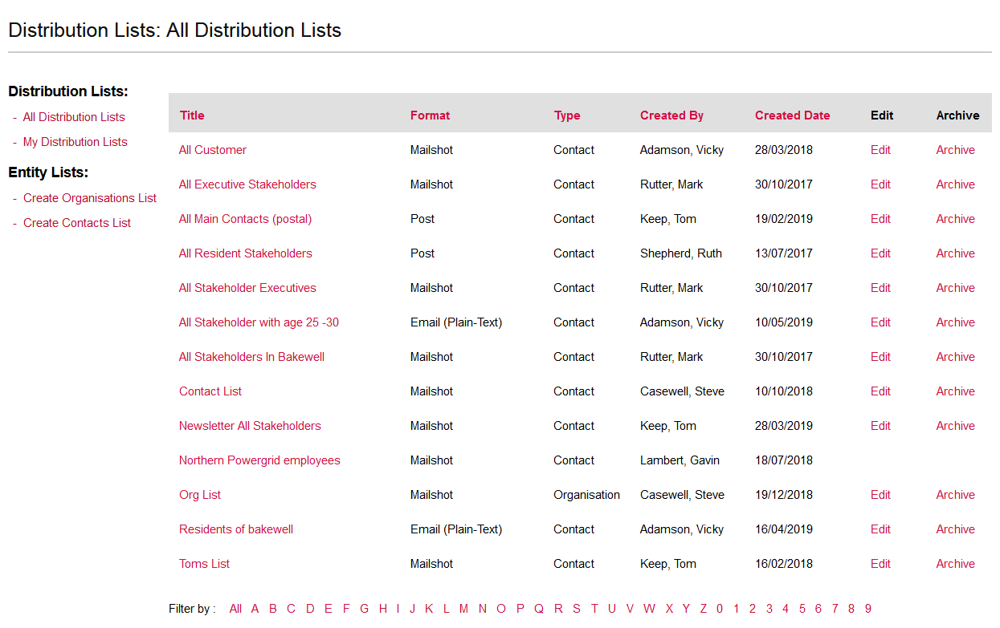 Distribution Lists: All Distribution Lists
Distribution Lists:
- All Distribution Lists
- My Distribution Lists
Entity Lists:
- Create Organisations List
- Create Contacts List
Title Format Type Created By Created Date Edit Archive
All Customer Mailshot Contact Adamson, Vicky 28/03/2018 Edit Archive
All Executive Stakeholders Mailshot Contact Rutter, Mark 30/10/2017 Edit Archive
All Main Contacts (postal) Post Contact Keep, Tom 19/02/2019 Edit Archive
All Resident Stakeholders Post Contact Shepherd, Ruth 13/07/2017 Edit Archive
All Stakeholder Executives Mailshot Contact Rutter, Mark 30/10/2017 Edit Archive
All Stakeholder with age 25 -30 Email (Plain-Text) Contact Adamson, Vicky 10/05/2019 Edit Archive
All Stakeholders In Bakewell Mailshot Contact Rutter, Mark 30/10/2017 Edit Archive
Contact List Mailshot Contact Casewell, Steve 10/10/2018 Edit Archive
Newsletter All Stakeholders Mailshot Contact Keep, Tom 28/03/2019 Edit Archive
Northern Powergrid employees Mailshot Contact Lambert, Gavin 18/07/2018
Org List Mailshot Organisation Casewell, Steve 19/12/2018 Edit Archive
Residents of bakewell Email (Plain-Text) Contact Adamson, Vicky 16/04/2019 Edit Archive
Toms List Mailshot Contact Keep, Tom 16/02/2018 Edit Archive
Filter by : All A B C D E F G H I J K L M N O P Q R S T U V W X Y Z 0 1 2 3 4 5 6 7 8 9